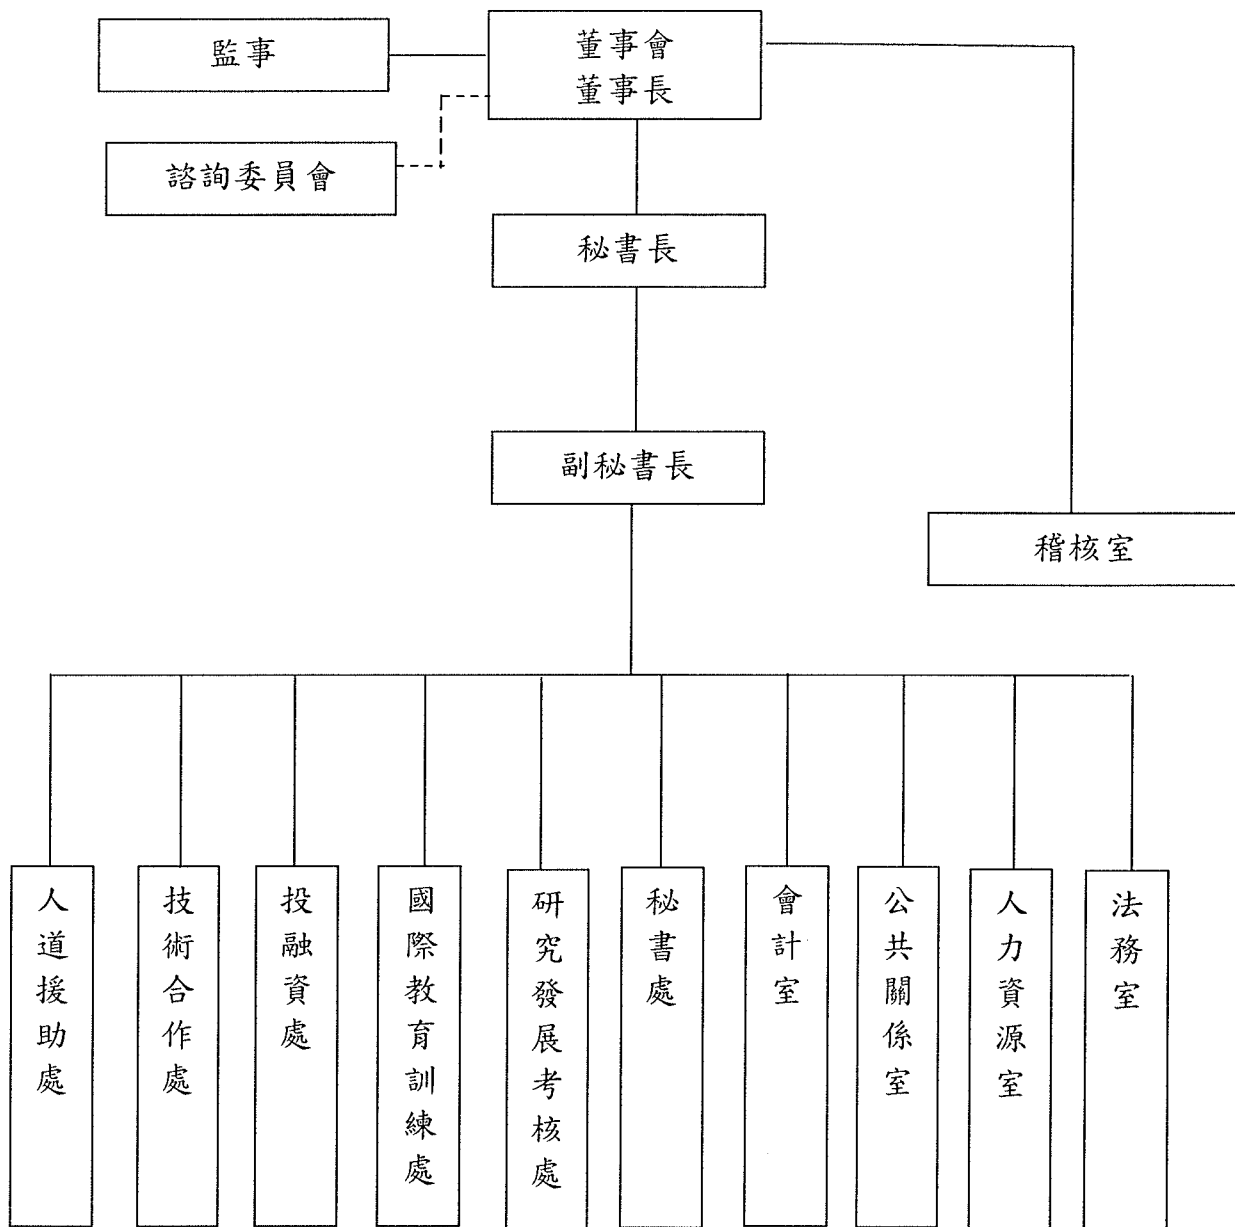 監事
董事會
董事長
諮詢委員會
秘書長
副秘書長
稽核室
人道援助處
技術合作處
投融資處
國際教育訓練處
研究發展考核處
秘書處
會計室
公共關係室
人力資源室
法務室